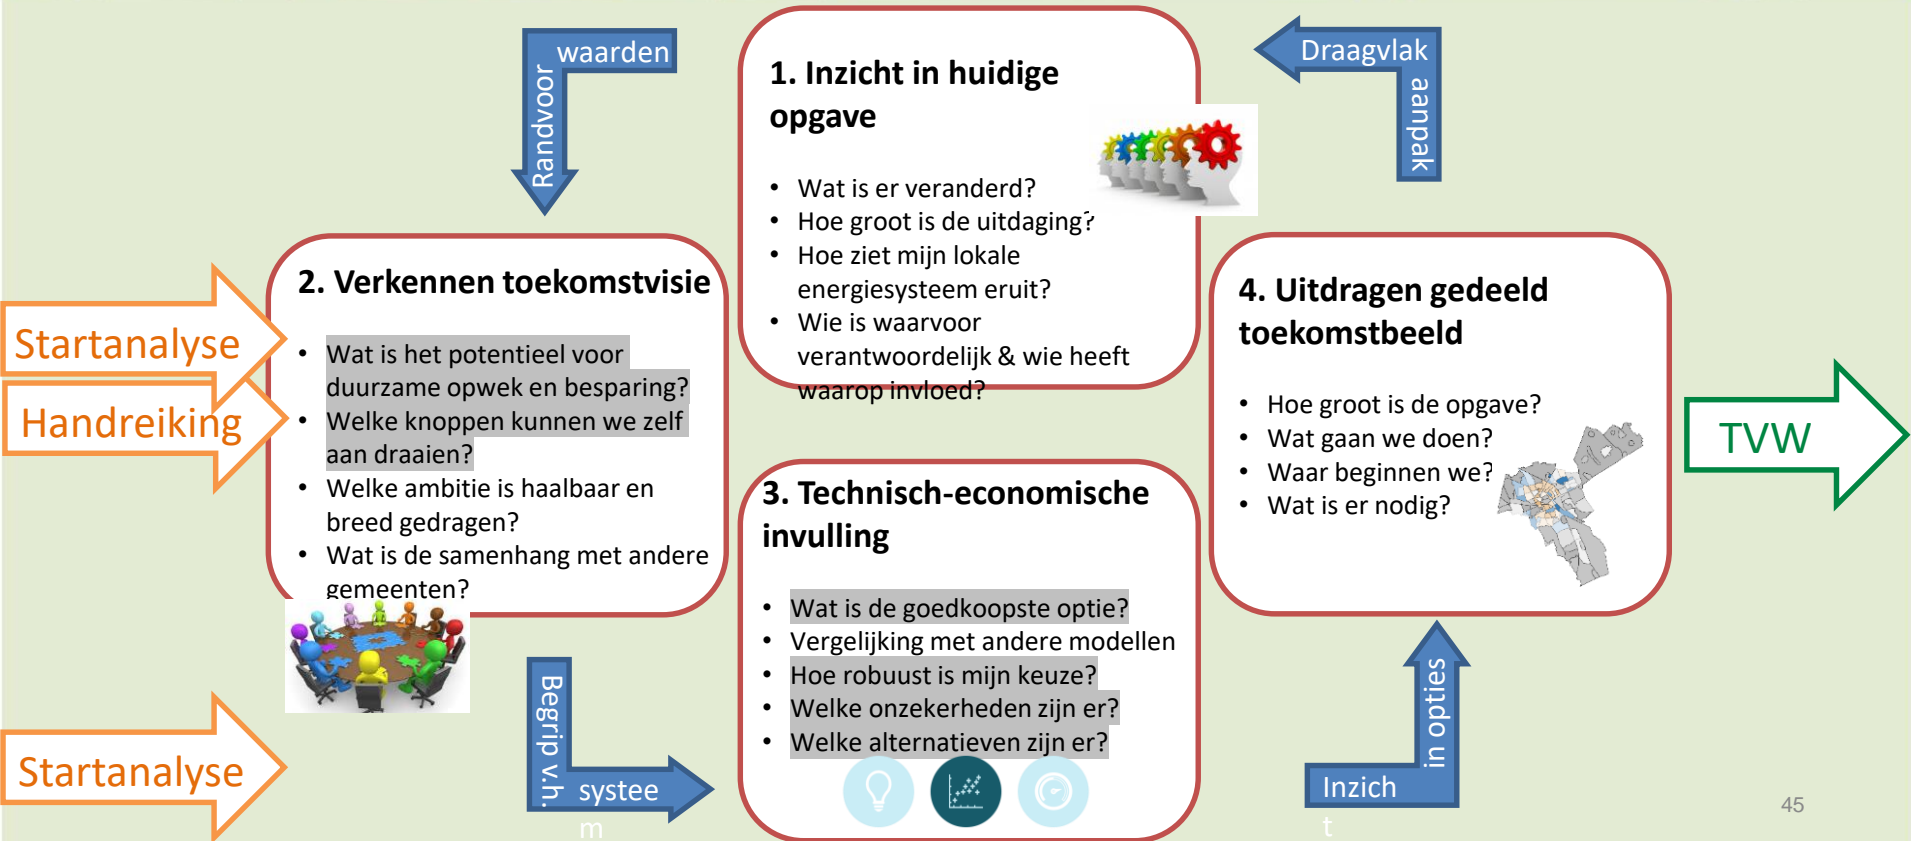 waarden
Randvoor
1. Inzicht in huidige
opgave
• Wat is er veranderd?
• Hoe groot is de uitdaging?
• Hoe ziet mijn lokale
energiesysteem eruit?
• Wie is waarvoor
verantwoordelijk & wie heeft
waarop invloed?
Draagvlak
aanpak
Startanalyse
Handreiking
2. Verkennen toekomstvisie
• Wat is het potentieel voor
duurzame opwek en besparing?
• Welke knoppen kunnen we zelf
aan draaien?
• Welke ambitie is haalbaar en
breed gedragen?
• Wat is de samenhang met andere
gemeenten?
Startanalyse
Begrip v.h.
systee
m
3. Technisch-economische
invulling
• Wat is de goedkoopste optie?
• Vergelijking met andere modellen
• Hoe robuust is mijn keuze?
• Welke onzekerheden zijn er?
• Welke alternatieven zijn er?
Inzich
t
in opties
4. Uitdragen gedeeld
toekomstbeeld
• Hoe groot is de opgave?
• Wat gaan we doen?
• Waar beginnen we?
• Wat is er nodig?
TVW
45